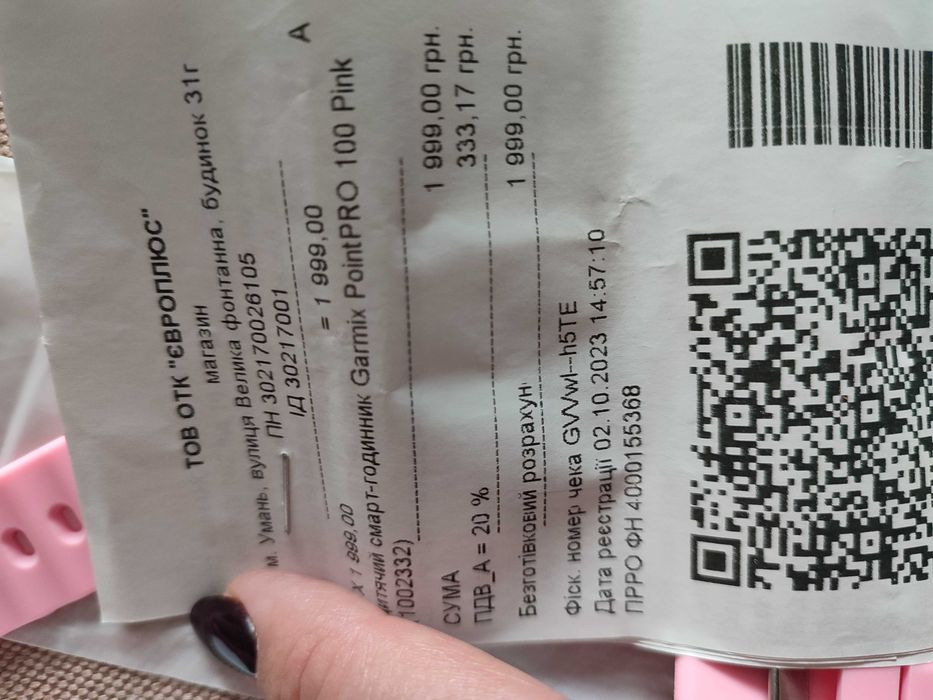 ТОВ ОТК "ЄВРОПЛЮС"
магазин
м. Умань, вулиця Велика фонтанна, будинок 31г
ПН 302170026105
ІД 30217001
Х 1 999,00 = 1 999,00 А
дитячий смарт-годинник Garmix PointPRO 100 Pink
(1002332)
СУМА 1 999,00 грн.
ПДВ_А = 20 % 333,17 грн.
Безготівковий розрахун 1 999,00 грн.
Фіск. номер чека GVVwI--h5TE
Дата реєстрації 02.10.2023 14:57:10
ПРРО ФН 4000155368